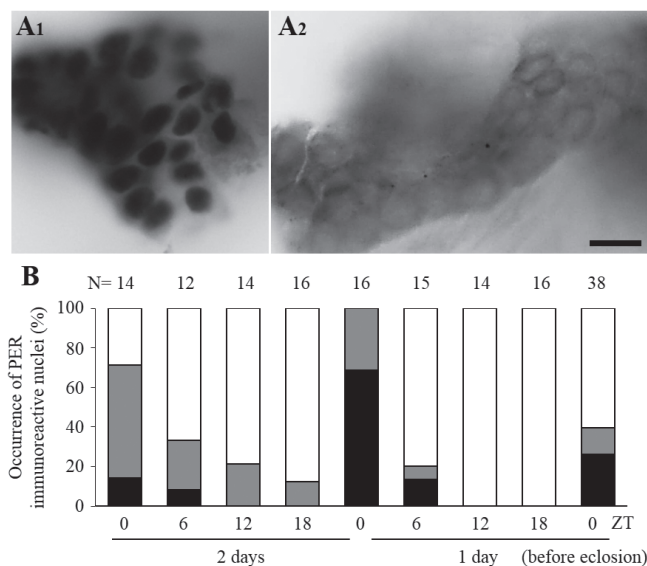 A1 A2
B
N= 14 12 14 16 16 15 14 16 38
Occurrence of PER
immunoreactive nuclei (%)
100
80
60
40
20
0
0 6 12 18 0 6 12 18 0 ZT
2 days 1 day (before eclosion)